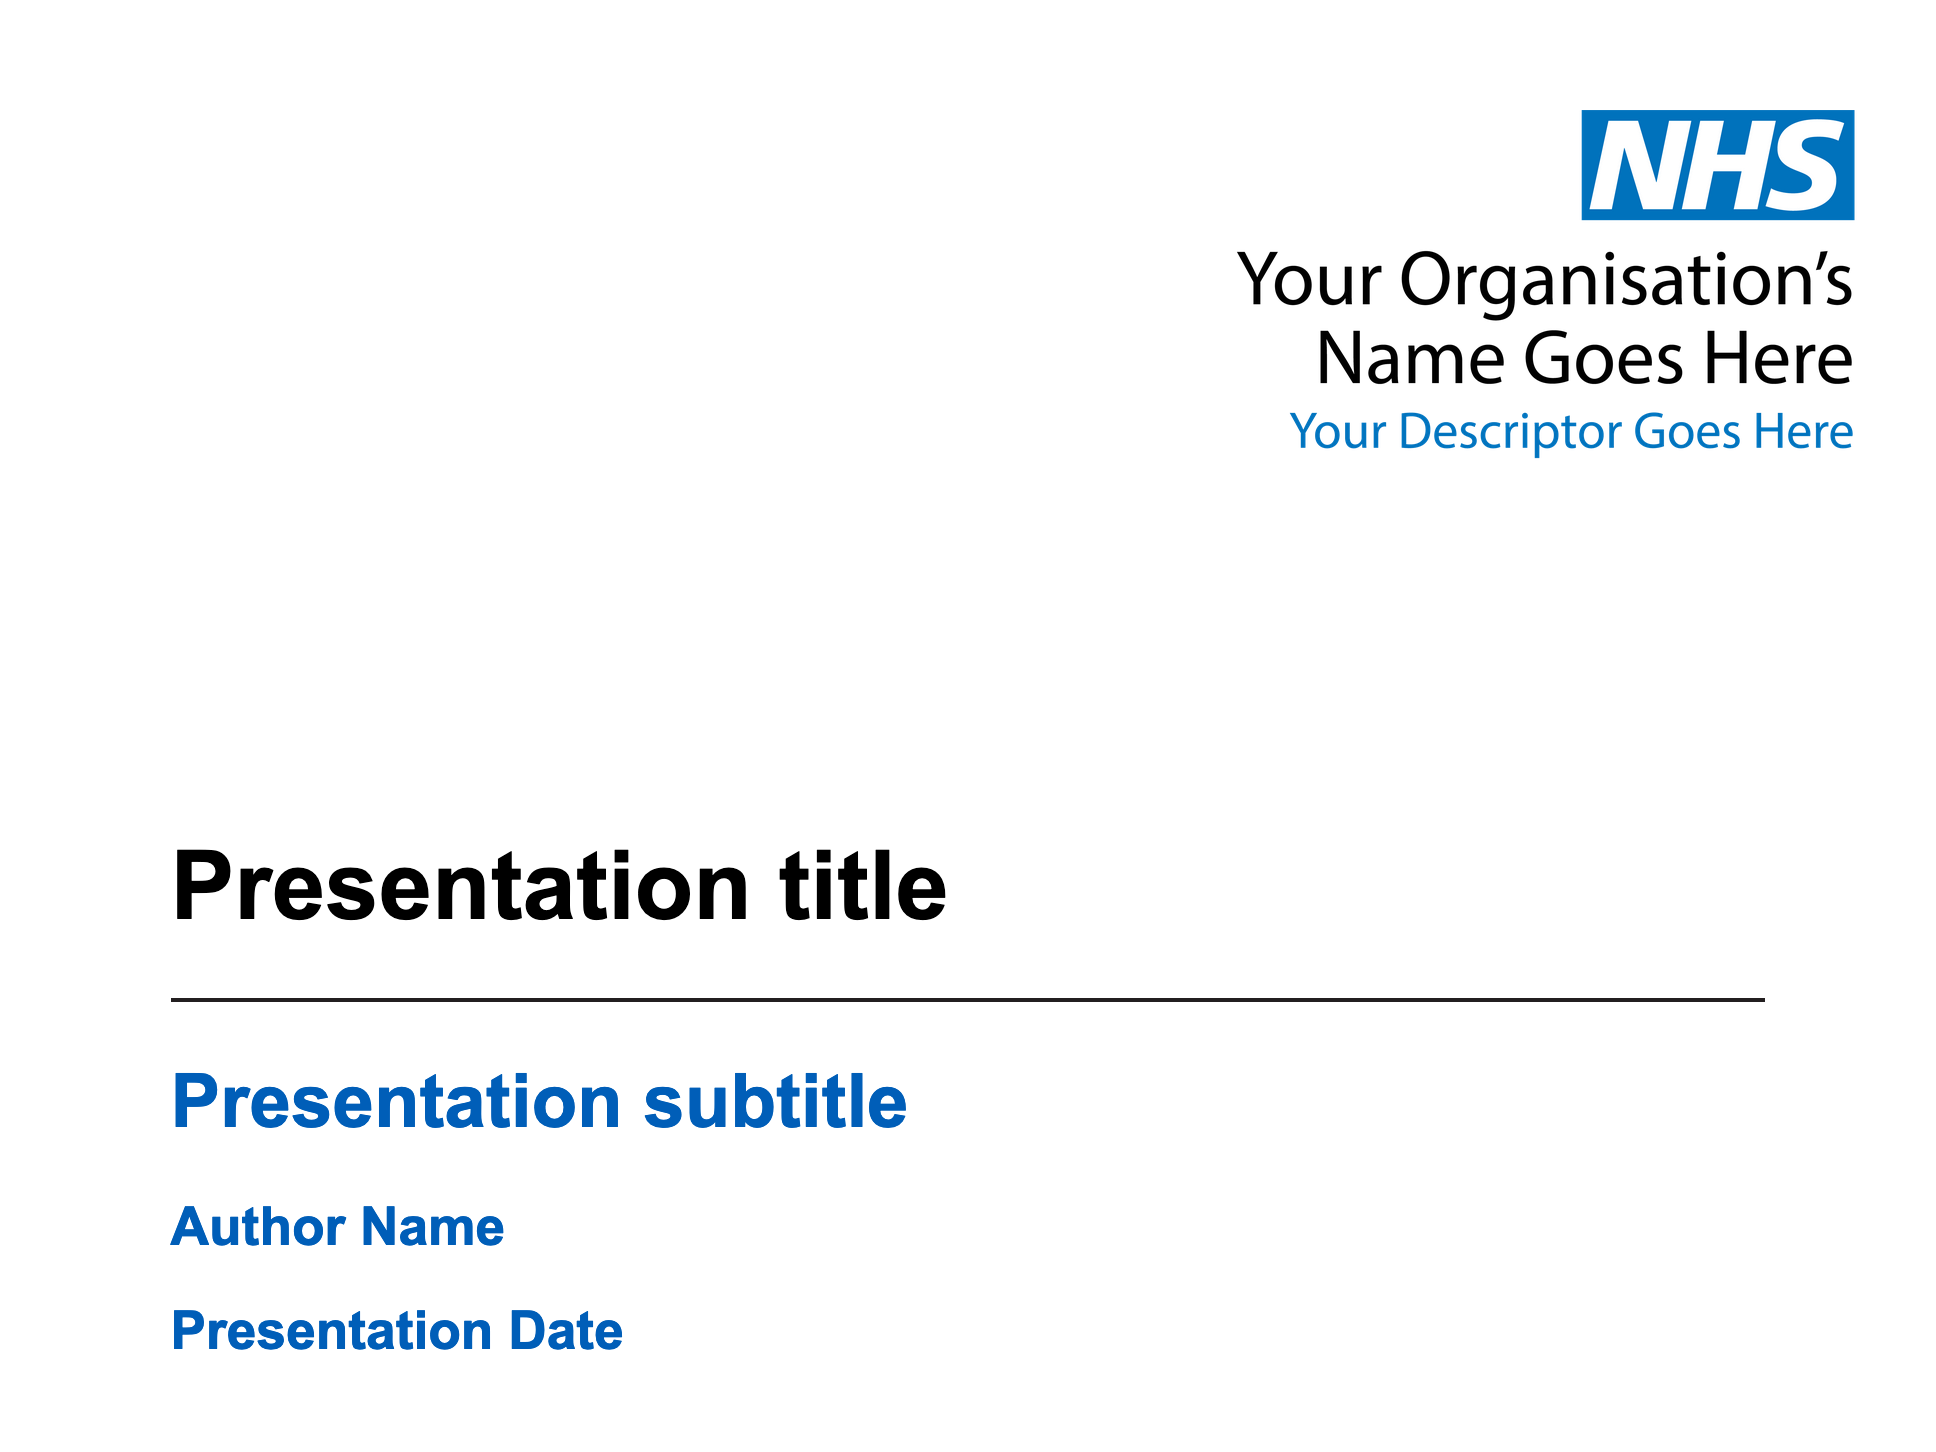 NHS
Your Organisation’s
Name Goes Here
Your Descriptor Goes Here
Presentation title
Presentation subtitle
Author Name
Presentation Date